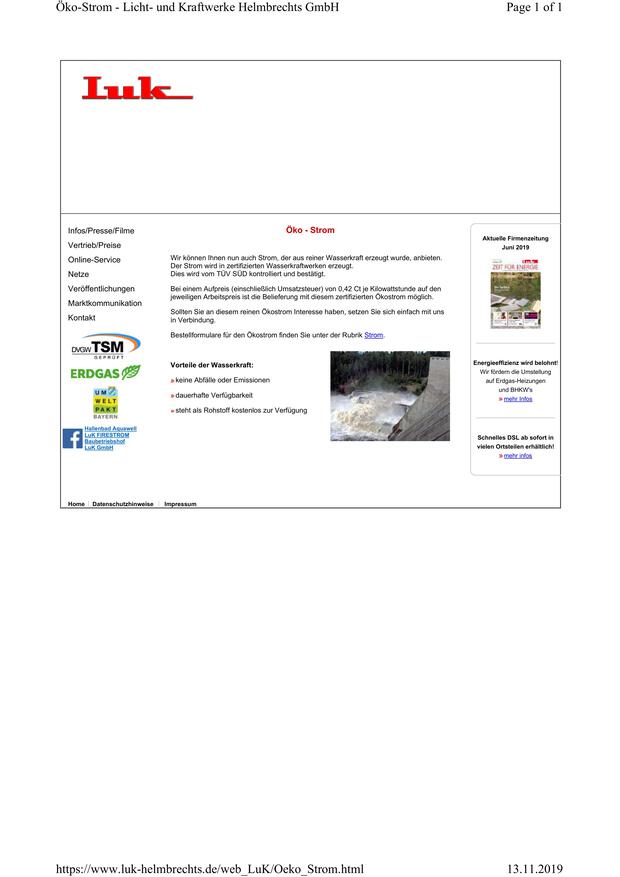 Öko-Strom - Licht- und Kraftwerke Helmbrechts GmbH
Page 1 of 1
Luk
Infos/Presse/Filme
Vertrieb/Preise
Online-Service
Netze
Veröffentlichungen
Marktkommunikation
Kontakt
DVGW TSM
GEPRÜFT
ERDGAS
UM
WELT
PAKT
BAYERN
Hallenbad Aquawell
LuK FIRESTROM
Baubetriebshof
LuK GmbH
Öko - Strom
Wir können Ihnen nun auch Strom, der aus reiner Wasserkraft erzeugt wurde, anbieten.
Der Strom wird in zertifizierten Wasserkraftwerken erzeugt.
Dies wird vom TÜV SÜD kontrolliert und bestätigt.
Bei einem Aufpreis (einschließlich Umsatzsteuer) von 0,42 Ct je Kilowattstunde auf den
jeweiligen Arbeitspreis ist die Belieferung mit diesem zertifizierten Ökostrom möglich.
Sollten Sie an diesem reinen Ökostrom Interesse haben, setzen Sie sich einfach mit uns
in Verbindung.
Bestellformulare für den Ökostrom finden Sie unter der Rubrik Strom.
Vorteile der Wasserkraft:
» keine Abfälle oder Emissionen
» dauerhafte Verfügbarkeit
» steht als Rohstoff kostenlos zur Verfügung
Aktuelle Firmenzeitung
Juni 2019
ZEIT FÜR ENERGIE
Energieeffizienz wird belohnt!
Wir fördern die Umstellung
auf Erdgas-Heizungen
und BHKW's
» mehr Infos
Schnelles DSL ab sofort in
vielen Ortsteilen erhältlich!
» mehr infos
Home | Datenschutzhinweise | Impressum
https://www.luk-helmbrechts.de/web_LuK/Oeko_Strom.html
13.11.2019